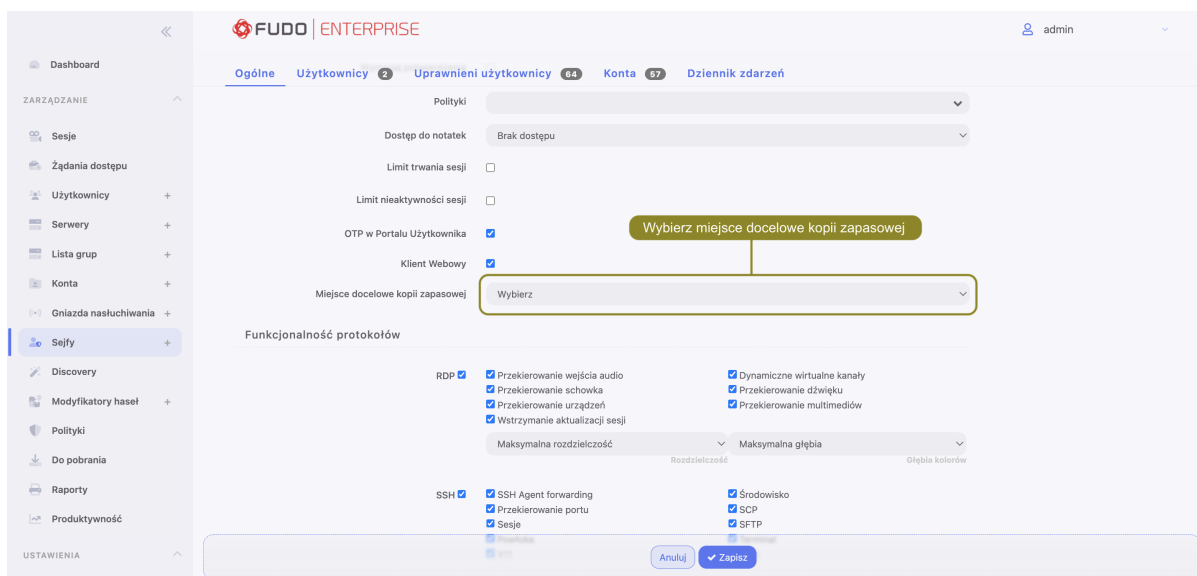 FUDO ENTERPRISE
admin
Dashboard
ZARZĄDZANIE
Sesje
Żądania dostępu
Użytkownicy +
Serwery +
Lista grup +
Konta +
Gniazda nasłuchiwania +
Sejfy +
Discovery
Modyfikatory haseł +
Polityki
Do pobrania
Raporty
Produktywność
USTAWIENIA
Ogólne Użytkownicy 2 Uprawnieni użytkownicy 64 Konta 57 Dziennik zdarzeń
Polityki
Dostęp do notatek Brak dostępu
Limit trwania sesji
Limit nieaktywności sesji
Wybierz miejsce docelowe kopii zapasowej
OTP w Portalu Użytkownika
Klient Webowy
Miejsce docelowe kopii zapasowej Wybierz
Funkcjonalność protokołów
RDP Przekierowanie wejścia audio Dynamiczne wirtualne kanały
Przekierowanie schowka Przekierowanie dźwięku
Przekierowanie urządzeń Przekierowanie multimediów
Wstrzymanie aktualizacji sesji
Maksymalna rozdzielczość Maksymalna głębia
Rozdzielczość Głębia kolorów
SSH SSH Agent forwarding Środowisko
Przekierowanie portu SCP
Sesje SFTP
Terminal
Anuluj Zapisz